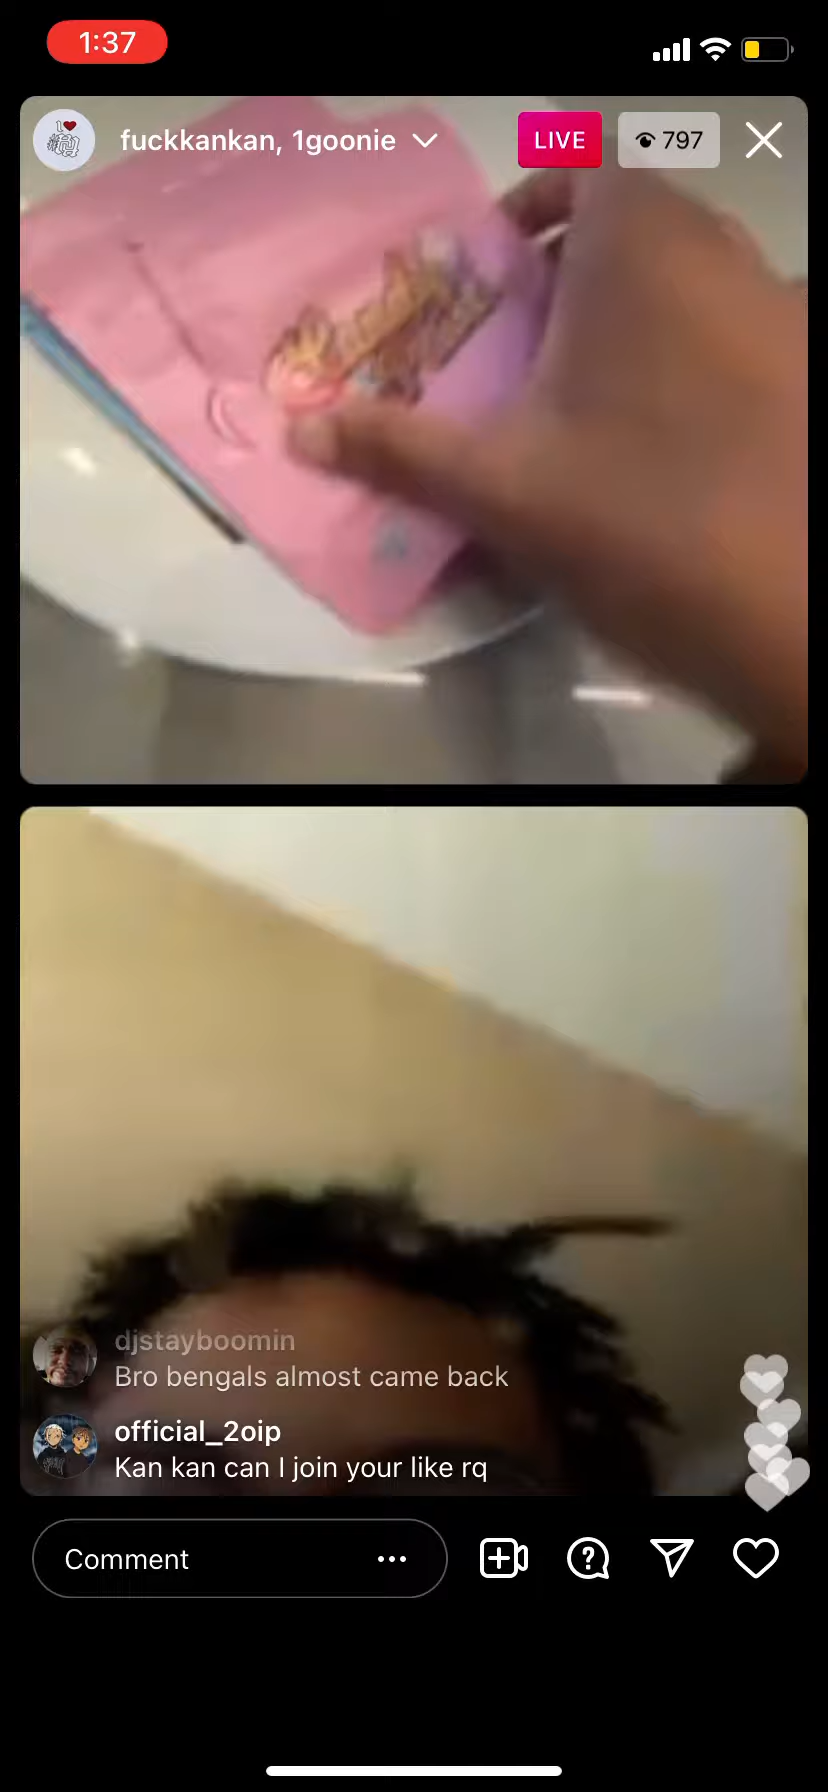 1:37
fuckkankan, 1goonie
LIVE
797
djstayboomin
Bro bengals almost came back
official_2oip
Kan kan can I join your like rq
Comment